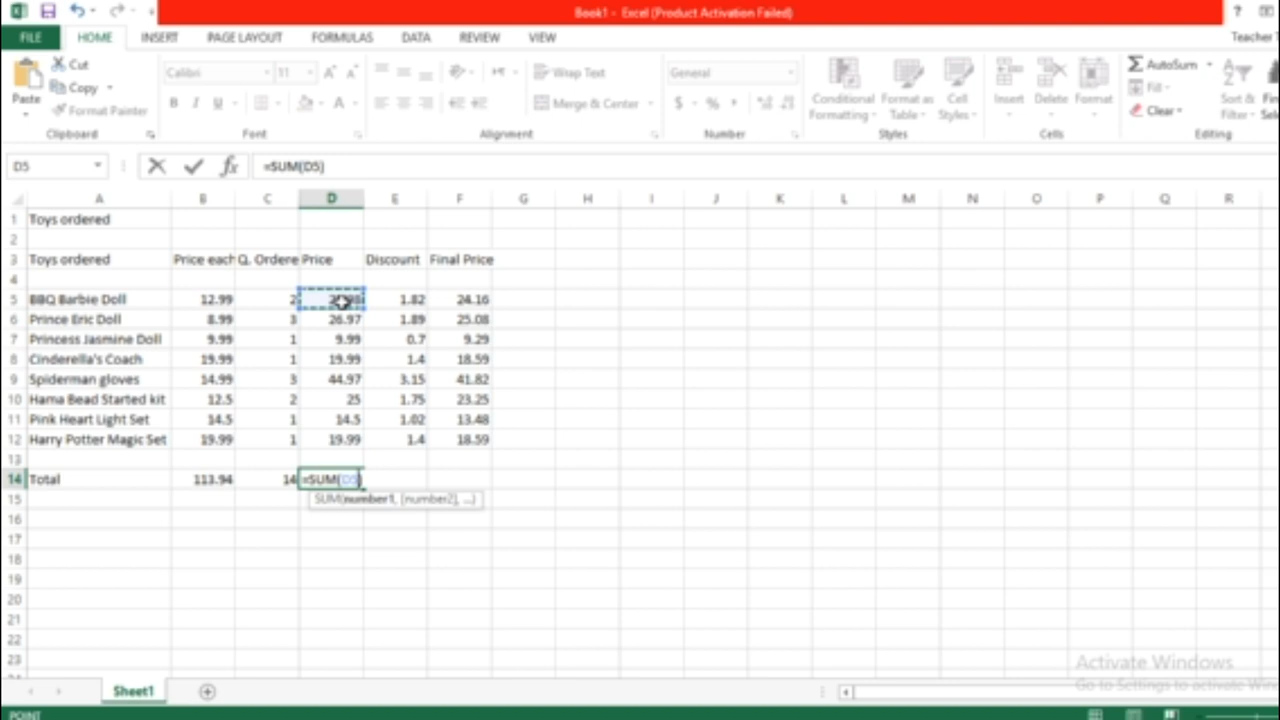 Book1 - Excel (Product Activation Failed)
?
FILE HOME INSERT PAGE LAYOUT FORMULAS DATA REVIEW VIEW Teacher T
Cut
Copy
Format Painter
Paste
Clipboard
Calibri 11
B I U
Font
Wrap Text
Merge & Center
Alignment
General
$ %
Number
Conditional Formatting
Format as Table
Cell Styles
Styles
Insert Delete Format
Cells
AutoSum
Fill
Clear
Sort & Filter
Editing
D5 fx =SUM(D5)
A B C D E F G H I J K L M N O P Q R
1 Toys ordered
2
3 Toys ordered Price each Q. Ordere Price Discount Final Price
4
5 BBQ Barbie Doll 12.99 2 1.82 24.16
6 Prince Eric Doll 8.99 3 26.97 1.89 25.08
7 Princess Jasmine Doll 9.99 1 9.99 0.7 9.29
8 Cinderella's Coach 19.99 1 19.99 1.4 18.59
9 Spiderman gloves 14.99 3 44.97 3.15 41.82
10 Hama Bead Started kit 12.5 2 25 1.75 23.25
11 Pink Heart Light Set 14.5 1 14.5 1.02 13.48
12 Harry Potter Magic Set 19.99 1 19.99 1.4 18.59
13
14 Total 113.94 14 =SUM(D5)
15 SUM(number1, [number2], ...)
16
17
18
19
20
21
22
23
Activate Windows
Go to Settings to activate Win
Sheet1
POINT